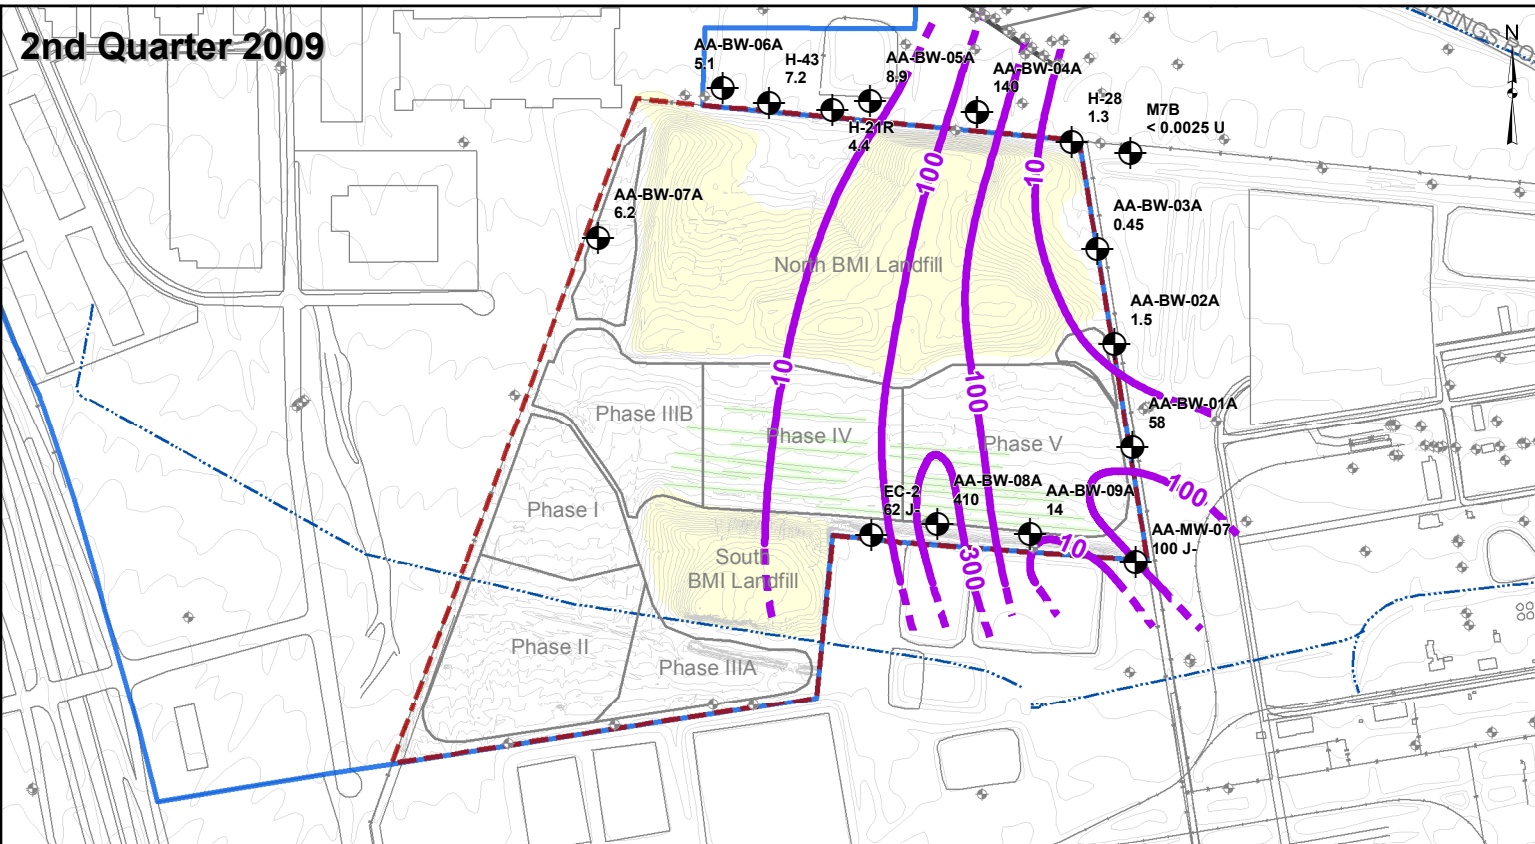 2nd Quarter 2009
RINGS RO
N
AA-BW-06A
5.1
H-43
7.2
AA-BW-05A
8.9
AA-BW-04A
140
H-28
1.3
M7B
< 0.0025 U
H-21R
4.4
100
10
AA-BW-07A
6.2
AA-BW-03A
0.45
North BMI Landfill
AA-BW-02A
1.5
10
100
Phase IIIB
Phase IV
Phase V
AA-BW-01A
58
EC-2
62 J-
AA-BW-08A
410
AA-BW-09A
14
100
Phase I
AA-MW-07
100 J-
10
South
BMI Landfill
300
Phase II
Phase IIIA